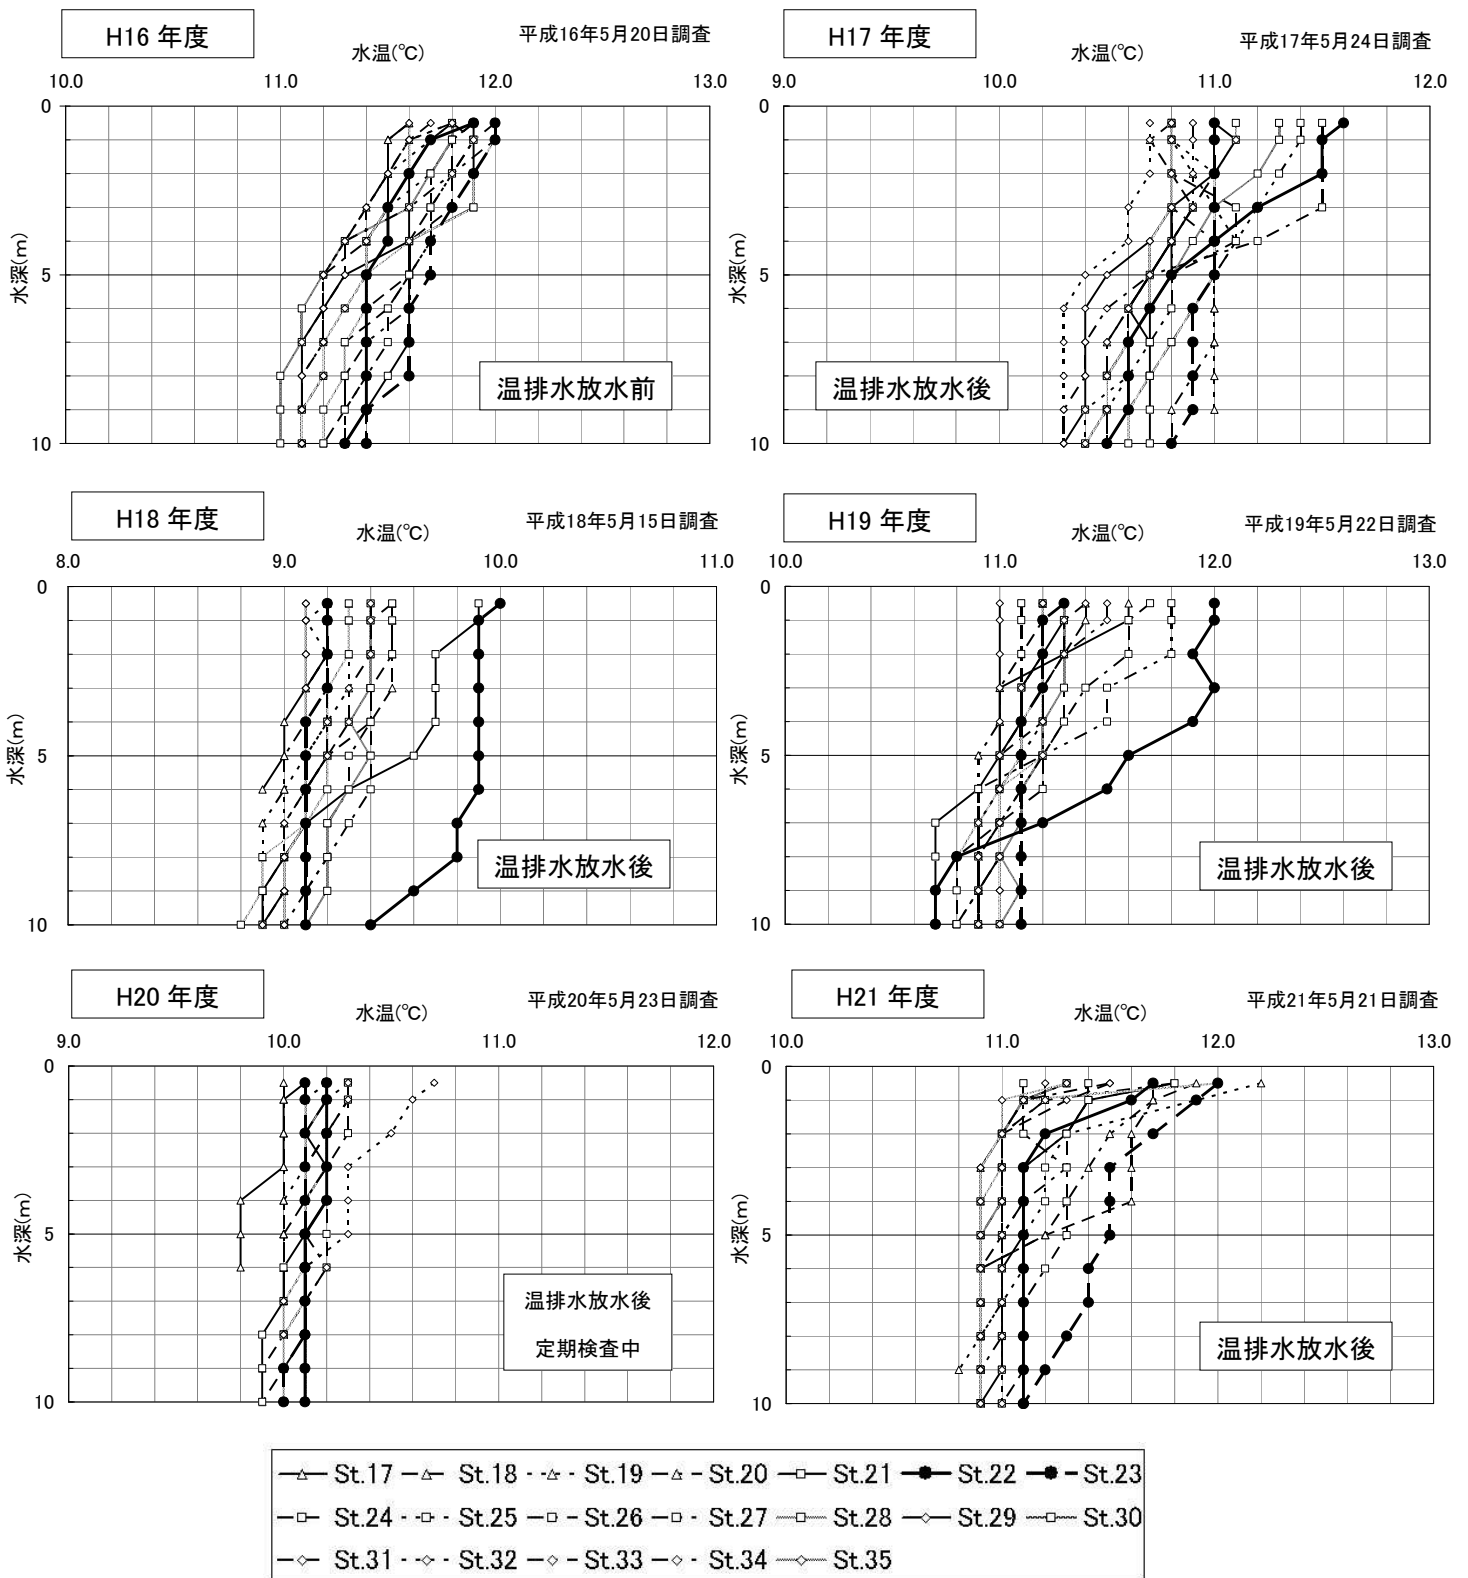 H16 年度
水温(℃)
平成16年5月20日調査
10.0 11.0 12.0 13.0
0
5
10
水深(m)
温排水放水前
H17 年度
水温(℃)
平成17年5月24日調査
9.0 10.0 11.0 12.0
0
5
10
水深(m)
温排水放水後
H18 年度
水温(℃)
平成18年5月15日調査
8.0 9.0 10.0 11.0
0
5
10
水深(m)
温排水放水後
H19 年度
水温(℃)
平成19年5月22日調査
10.0 11.0 12.0 13.0
0
5
10
水深(m)
温排水放水後
H20 年度
水温(℃)
平成20年5月23日調査
9.0 10.0 11.0 12.0
0
5
10
水深(m)
温排水放水後
定期検査中
H21 年度
水温(℃)
平成21年5月21日調査
10.0 11.0 12.0 13.0
0
5
10
水深(m)
温排水放水後
St.17 St.18 St.19 St.20 St.21 St.22 St.23
St.24 St.25 St.26 St.27 St.28 St.29 St.30
St.31 St.32 St.33 St.34 St.35